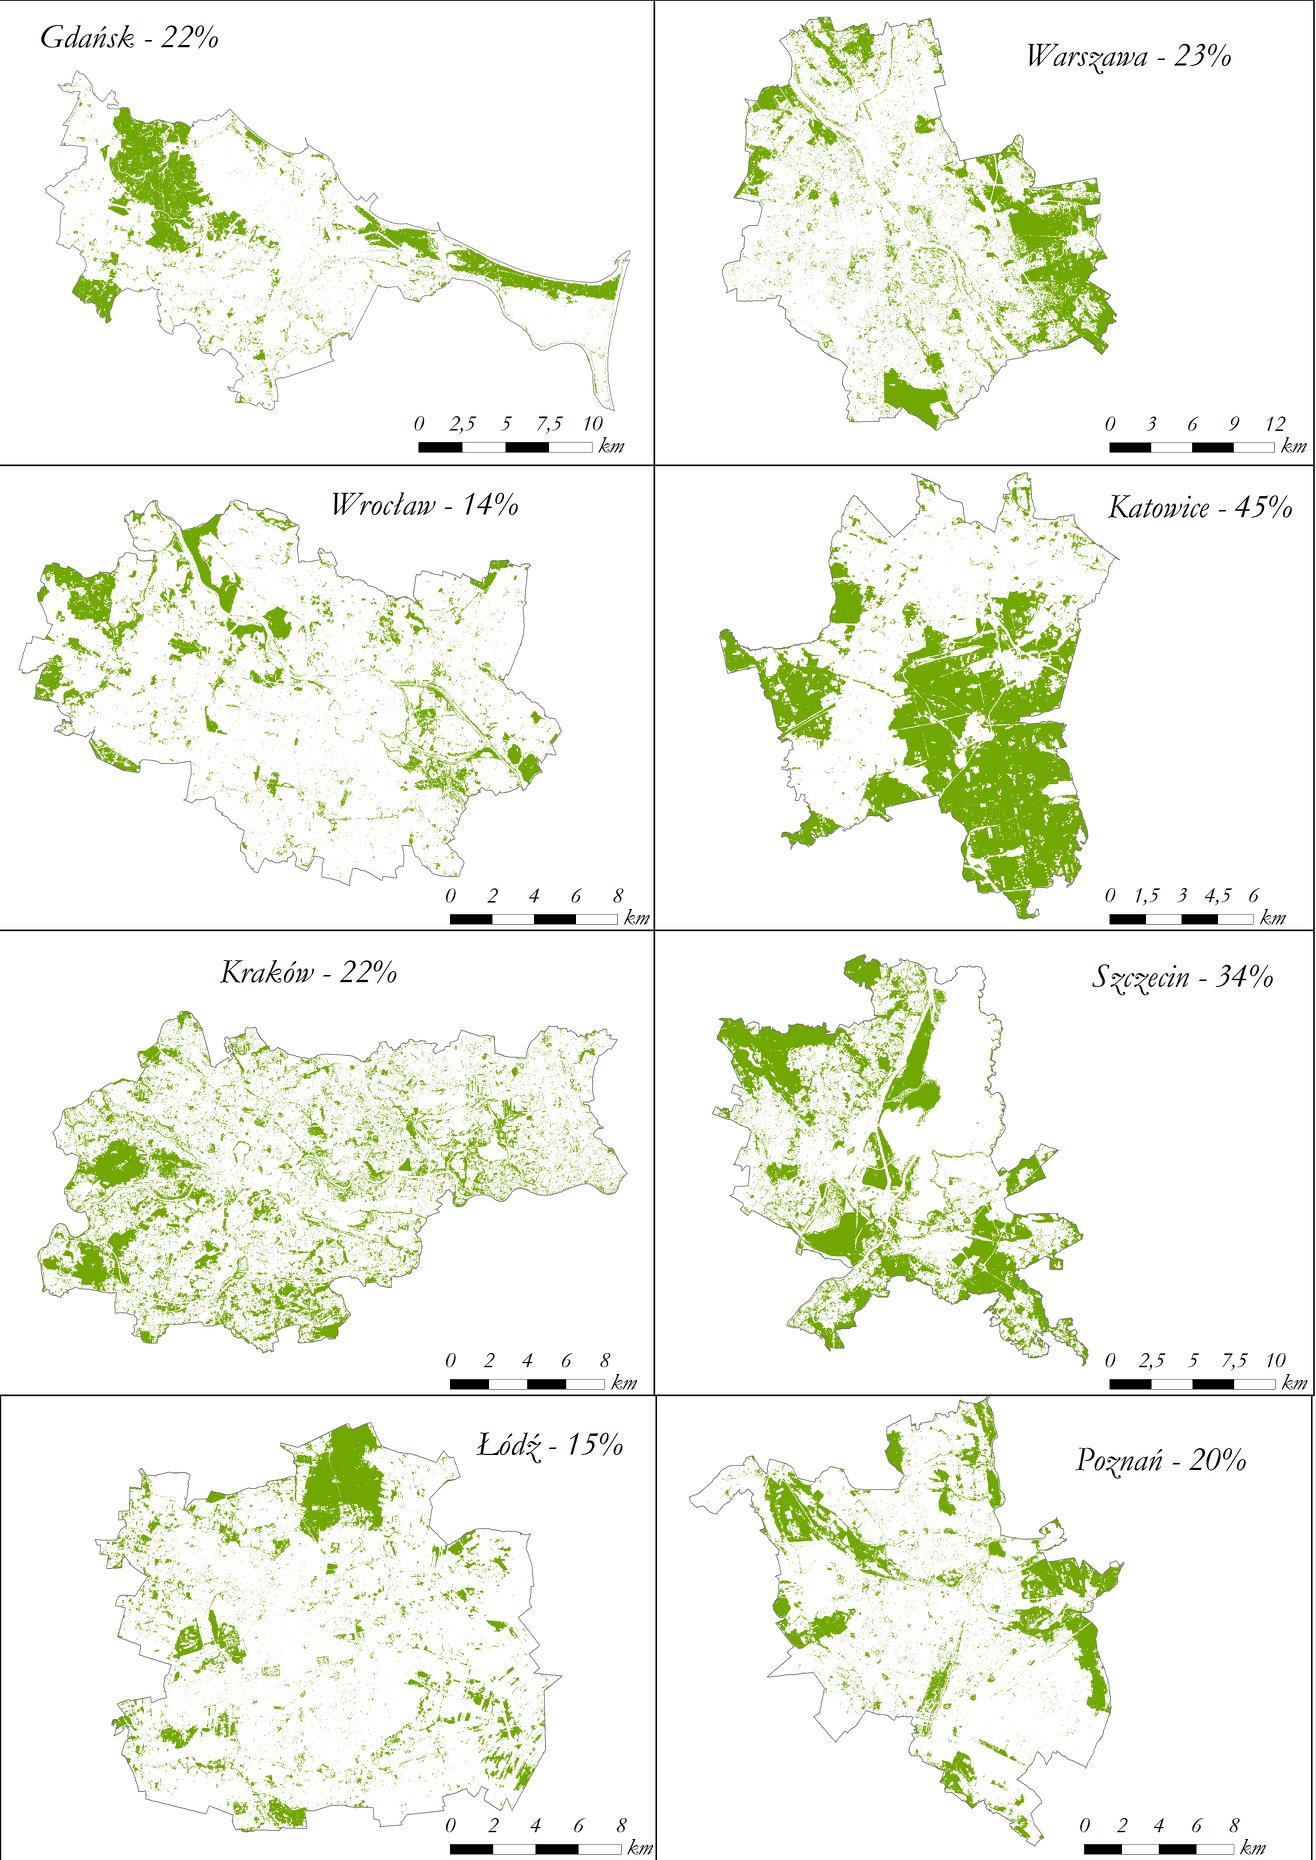 Gdańsk - 22%
0 2,5 5 7,5 10
km
Warszawa - 23%
0 3 6 9 12
km
Wrocław - 14%
0 2 4 6 8
km
Katowice - 45%
0 1,5 3 4,5 6
km
Kraków - 22%
0 2 4 6 8
km
Szczecin - 34%
0 2,5 5 7,5 10
km
Łódź - 15%
0 2 4 6 8
km
Poznań - 20%
0 2 4 6 8
km